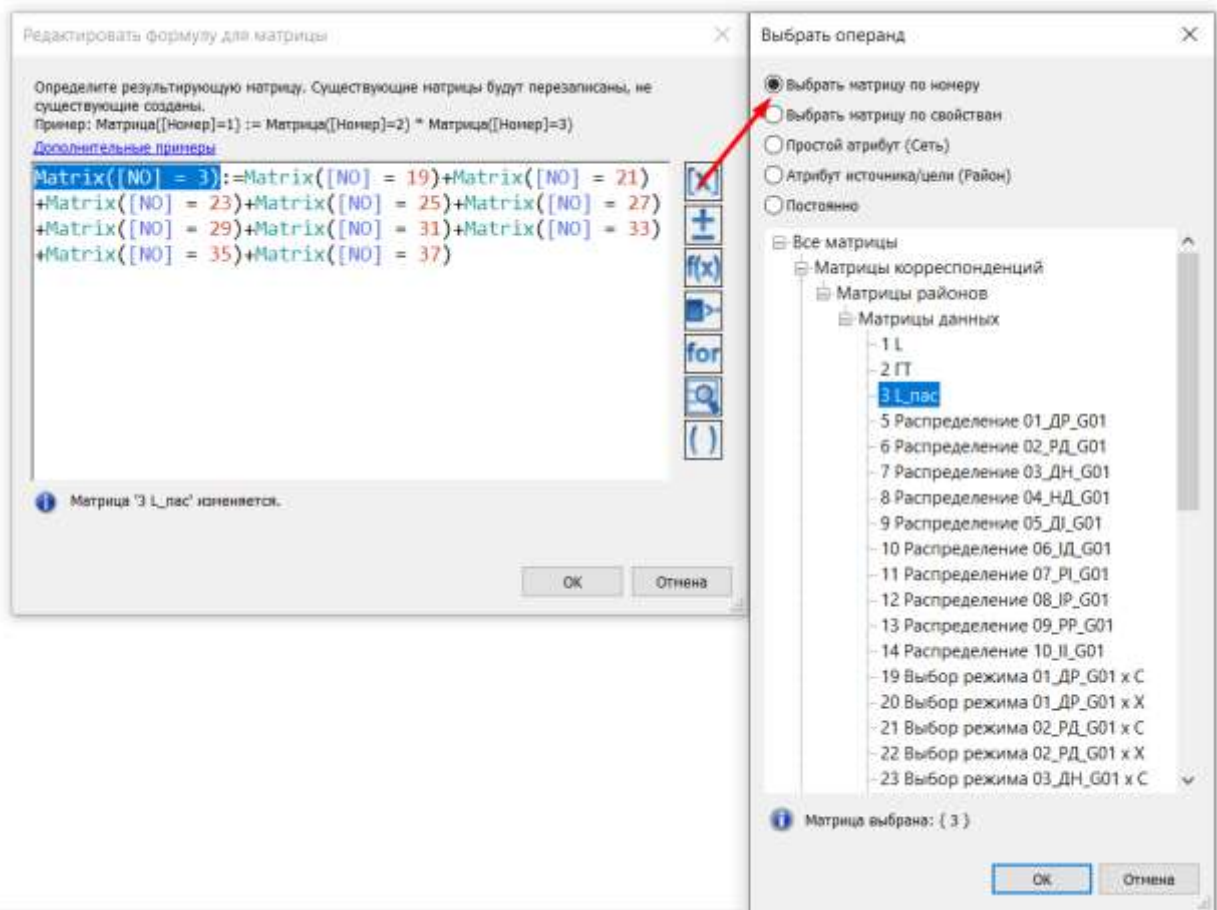 Редактировать формулу для матрицы
Определите результирующую матрицу. Существующие матрицы будут перезаписаны, не
существующие созданы.
Пример: Матрица([Номер]=1) := Матрица([Номер]=2) * Матрица([Номер]=3)
Дополнительные примеры
Matrix([NO] = 3):=Matrix([NO] = 19)+Matrix([NO] = 21)
+Matrix([NO] = 23)+Matrix([NO] = 25)+Matrix([NO] = 27)
+Matrix([NO] = 29)+Matrix([NO] = 31)+Matrix([NO] = 33)
+Matrix([NO] = 35)+Matrix([NO] = 37)
[x]
±
f(x)
for
( )
Матрица '3 L_пас' изменяется.
OK
Отмена
Выбрать операнд
Выбрать матрицу по номеру
Выбрать матрицу по свойствам
Простой атрибут (Сеть)
Атрибут источника/цели (Район)
Постоянно
Все матрицы
Матрицы корреспонденций
Матрицы районов
Матрицы данных
1 L
2 ГТ
3 L_пас
5 Распределение 01_ДР_G01
6 Распределение 02_РД_G01
7 Распределение 03_ДН_G01
8 Распределение 04_НД_G01
9 Распределение 05_ДІ_G01
10 Распределение 06_ІД_G01
11 Распределение 07_РІ_G01
12 Распределение 08_ІР_G01
13 Распределение 09_РР_G01
14 Распределение 10_ІІ_G01
19 Выбор режима 01_ДР_G01 x C
20 Выбор режима 01_ДР_G01 x X
21 Выбор режима 02_РД_G01 x C
22 Выбор режима 02_РД_G01 x X
23 Выбор режима 03_ДН_G01 x C
Матрица выбрана: { 3 }
OK
Отмена